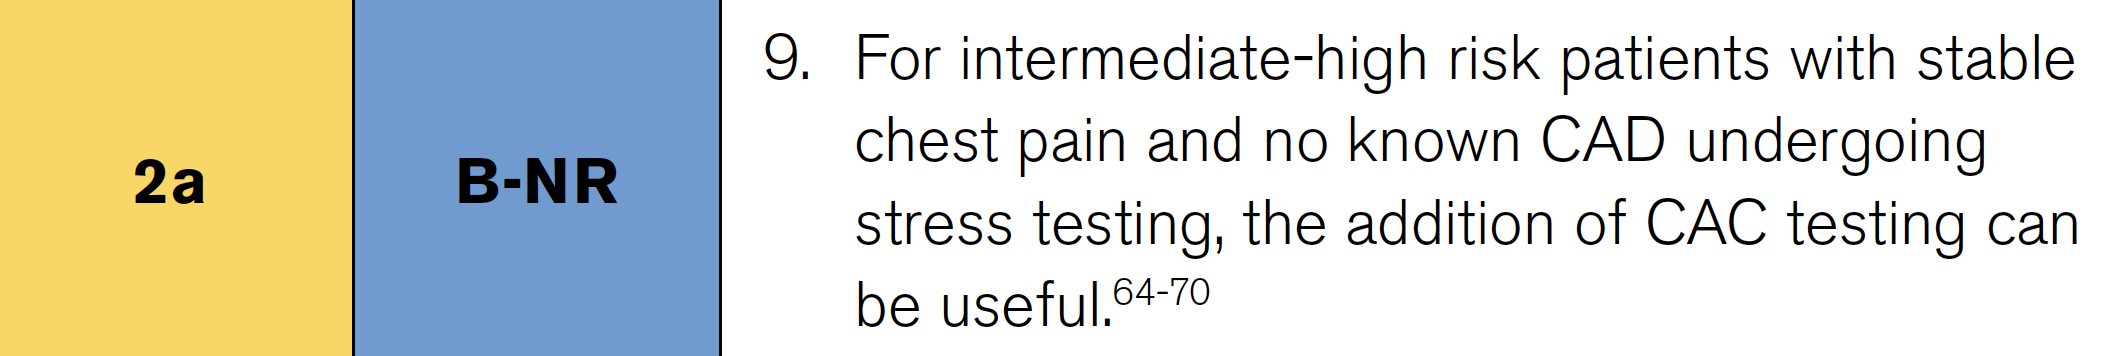 2a
B-NR
9. For intermediate-high risk patients with stable
chest pain and no known CAD undergoing
stress testing, the addition of CAC testing can
be useful.64-70